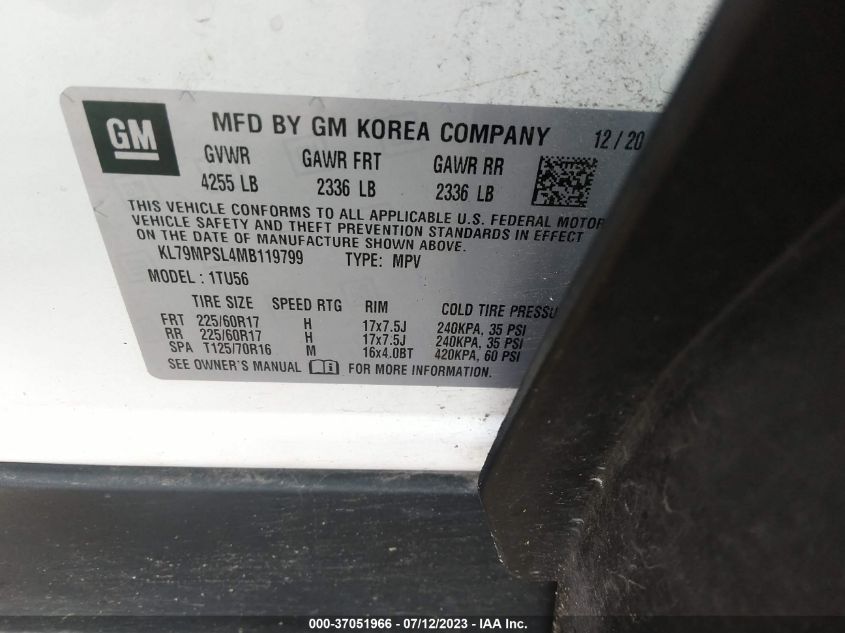 GM MFD BY GM KOREA COMPANY 12/20
GVWR GAWR FRT GAWR RR
4255 LB 2336 LB 2336 LB
THIS VEHICLE CONFORMS TO ALL APPLICABLE U.S. FEDERAL MOTOR
VEHICLE SAFETY AND THEFT PREVENTION STANDARDS IN EFFECT
ON THE DATE OF MANUFACTURE SHOWN ABOVE.
KL79MPSL4MB119799 TYPE: MPV
MODEL : 1TU56
TIRE SIZE SPEED RTG RIM COLD TIRE PRESSU
FRT 225/60R17 H 17x7.5J 240KPA, 35 PSI
RR 225/60R17 H 17x7.5J 240KPA, 35 PSI
SPA T125/70R16 M 16x4.0BT 420KPA, 60 PSI
SEE OWNER'S MANUAL FOR MORE INFORMATION.
000-37051966 - 07/12/2023 - IAA Inc.